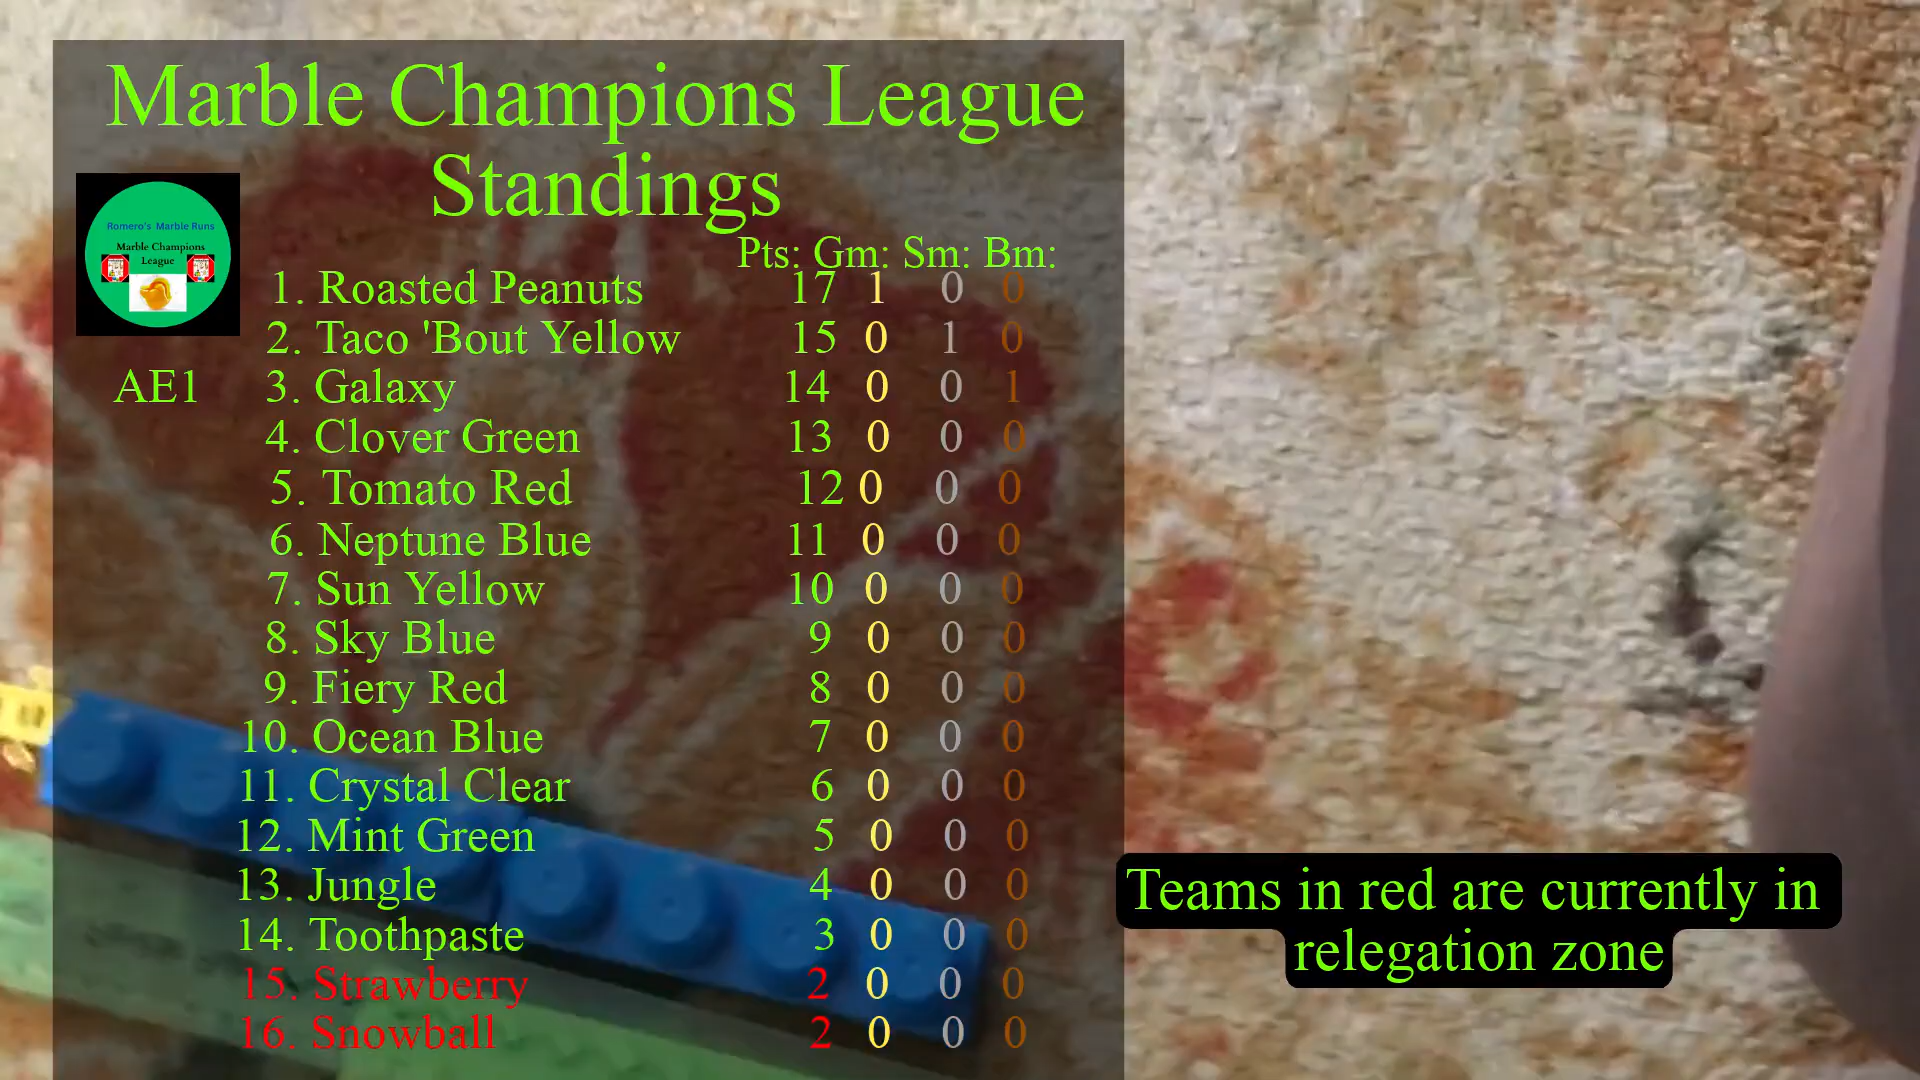 Marble Champions League
Standings
Romero's Marble Runs
Marble Champions
League
Pts: Gm: Sm: Bm:
1. Roasted Peanuts 17 1 0 0
2. Taco 'Bout Yellow 15 0 1 0
AE1 3. Galaxy 14 0 0 1
4. Clover Green 13 0 0 0
5. Tomato Red 12 0 0 0
6. Neptune Blue 11 0 0 0
7. Sun Yellow 10 0 0 0
8. Sky Blue 9 0 0 0
9. Fiery Red 8 0 0 0
10. Ocean Blue 7 0 0 0
11. Crystal Clear 6 0 0 0
12. Mint Green 5 0 0 0
13. Jungle 4 0 0 0
14. Toothpaste 3 0 0 0
15. Strawberry 2 0 0 0
16. Snowball 2 0 0 0
Teams in red are currently in
relegation zone